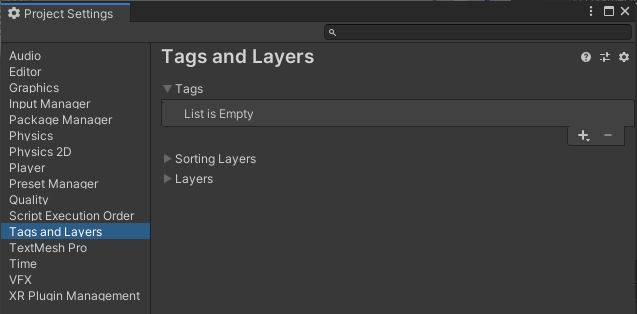 Project Settings
Audio
Editor
Graphics
Input Manager
Package Manager
Physics
Physics 2D
Player
Preset Manager
Quality
Script Execution Order
Tags and Layers
TextMesh Pro
Time
VFX
XR Plugin Management
Tags and Layers
Tags
List is Empty
Sorting Layers
Layers